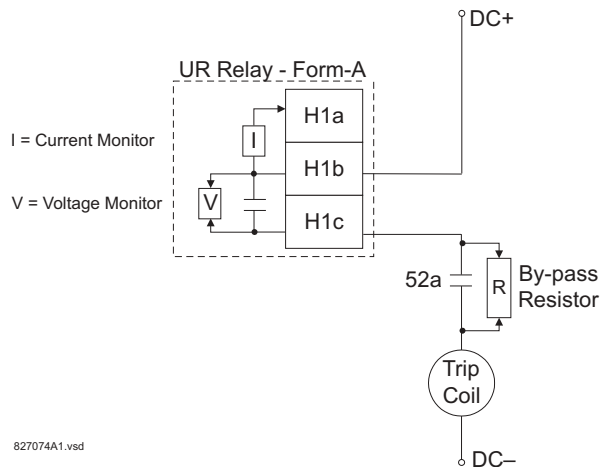 DC+
UR Relay - Form-A
H1a
I = Current Monitor
I
H1b
V = Voltage Monitor
V
H1c
52a
R
By-pass
Resistor
Trip
Coil
827074A1.vsd
DC–